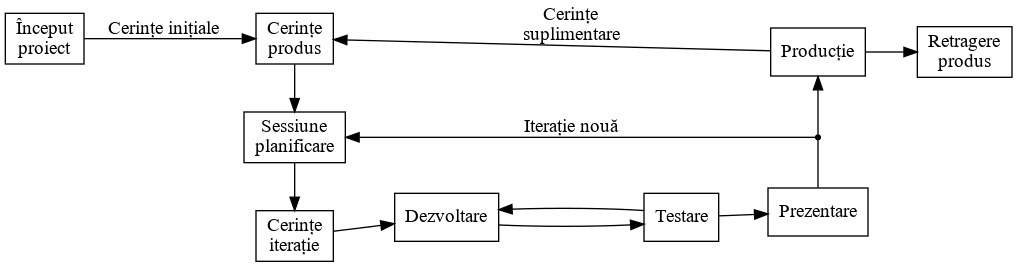 Început
proiect
Cerințe inițiale
Cerințe
produs
Cerințe
suplimentare
Producție
Retragere
produs
Sessiune
planificare
Iterație nouă
Cerințe
iterație
Dezvoltare
Testare
Prezentare